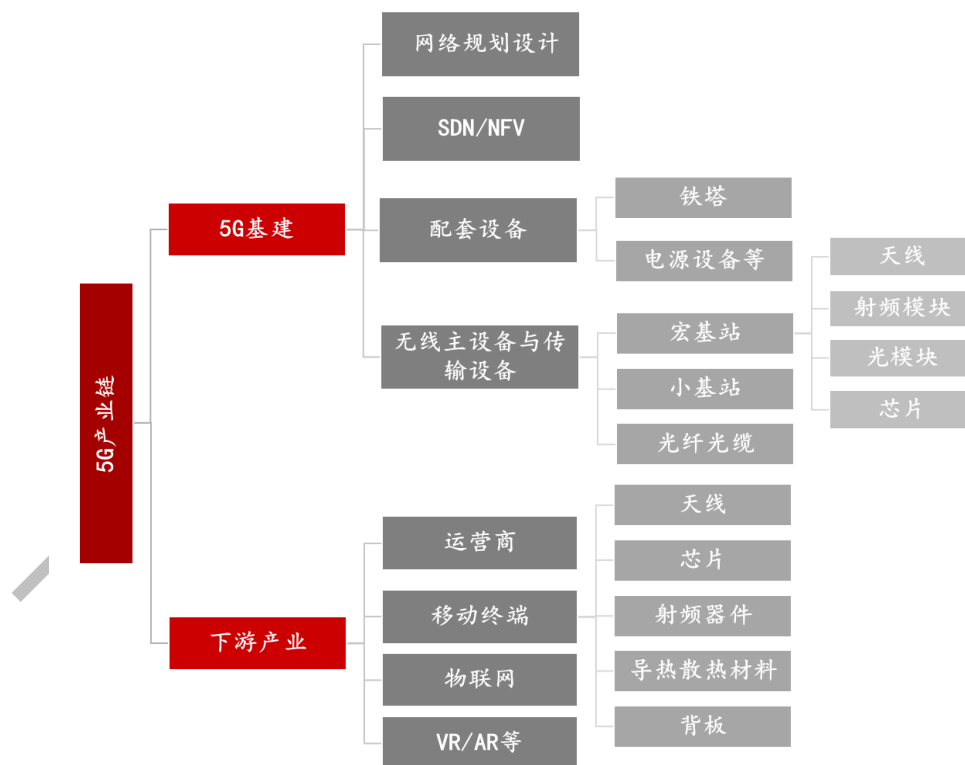 5G产业链
5G基建
网络规划设计
SDN/NFV
配套设备
铁塔
电源设备等
无线主设备与传
输设备
宏基站
天线
射频模块
光模块
芯片
小基站
光纤光缆
下游产业
运营商
移动终端
天线
芯片
射频器件
导热散热材料
背板
物联网
VR/AR等